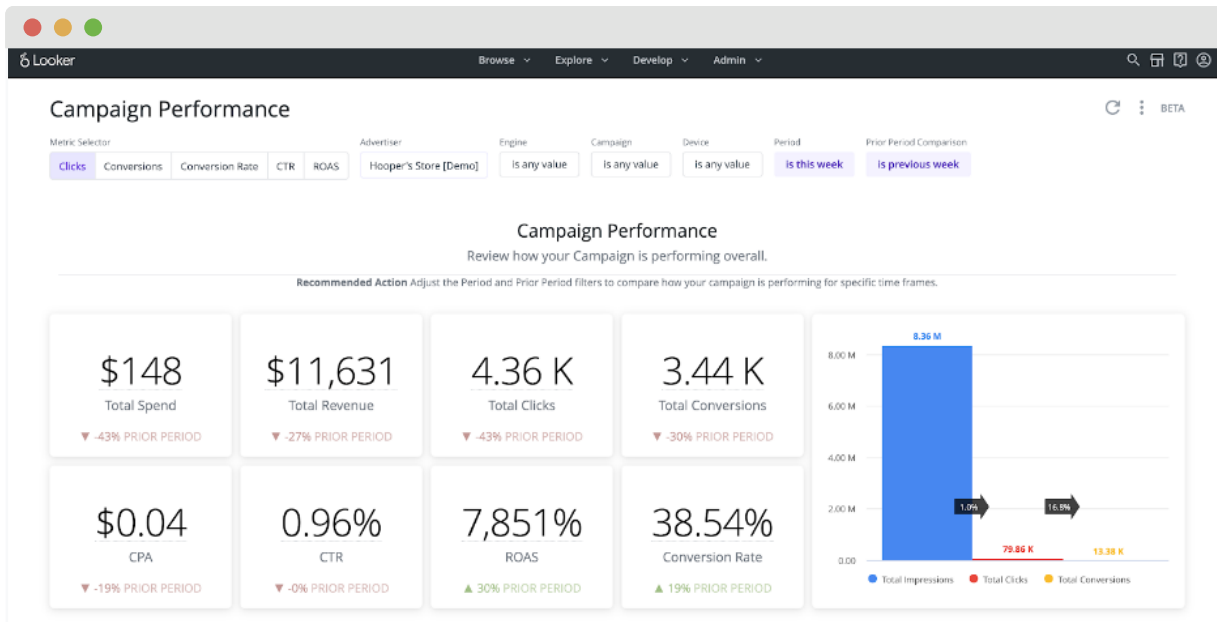 Looker Browse Explore Develop Admin
Campaign Performance BETA
Metric Selector Advertiser Engine Campaign Device Period Prior Period Comparison
Clicks Conversions Conversion Rate CTR ROAS Hooper's Store [Demo] is any value is any value is any value is this week is previous week
Campaign Performance
Review how your Campaign is performing overall.
Recommended Action Adjust the Period and Prior Period filters to compare how your campaign is performing for specific time frames.
$148
Total Spend
▼ -43% PRIOR PERIOD
$11,631
Total Revenue
▼ -27% PRIOR PERIOD
4.36 K
Total Clicks
▼ -43% PRIOR PERIOD
3.44 K
Total Conversions
▼ -30% PRIOR PERIOD
$0.04
CPA
▼ -19% PRIOR PERIOD
0.96%
CTR
▼ -0% PRIOR PERIOD
7,851%
ROAS
▲ 30% PRIOR PERIOD
38.54%
Conversion Rate
▲ 19% PRIOR PERIOD
8.36 M
8.00 M
6.00 M
4.00 M
2.00 M
1.0%
16.8%
0.00
79.86 K
13.38 K
Total Impressions Total Clicks Total Conversions